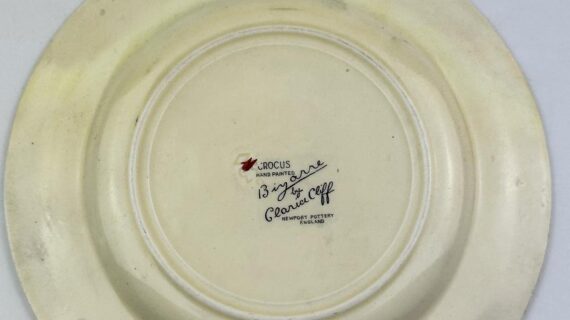 CROCUS
HAND PAINTED
Bizarre
by
Clarice Cliff
NEWPORT POTTERY
ENGLAND